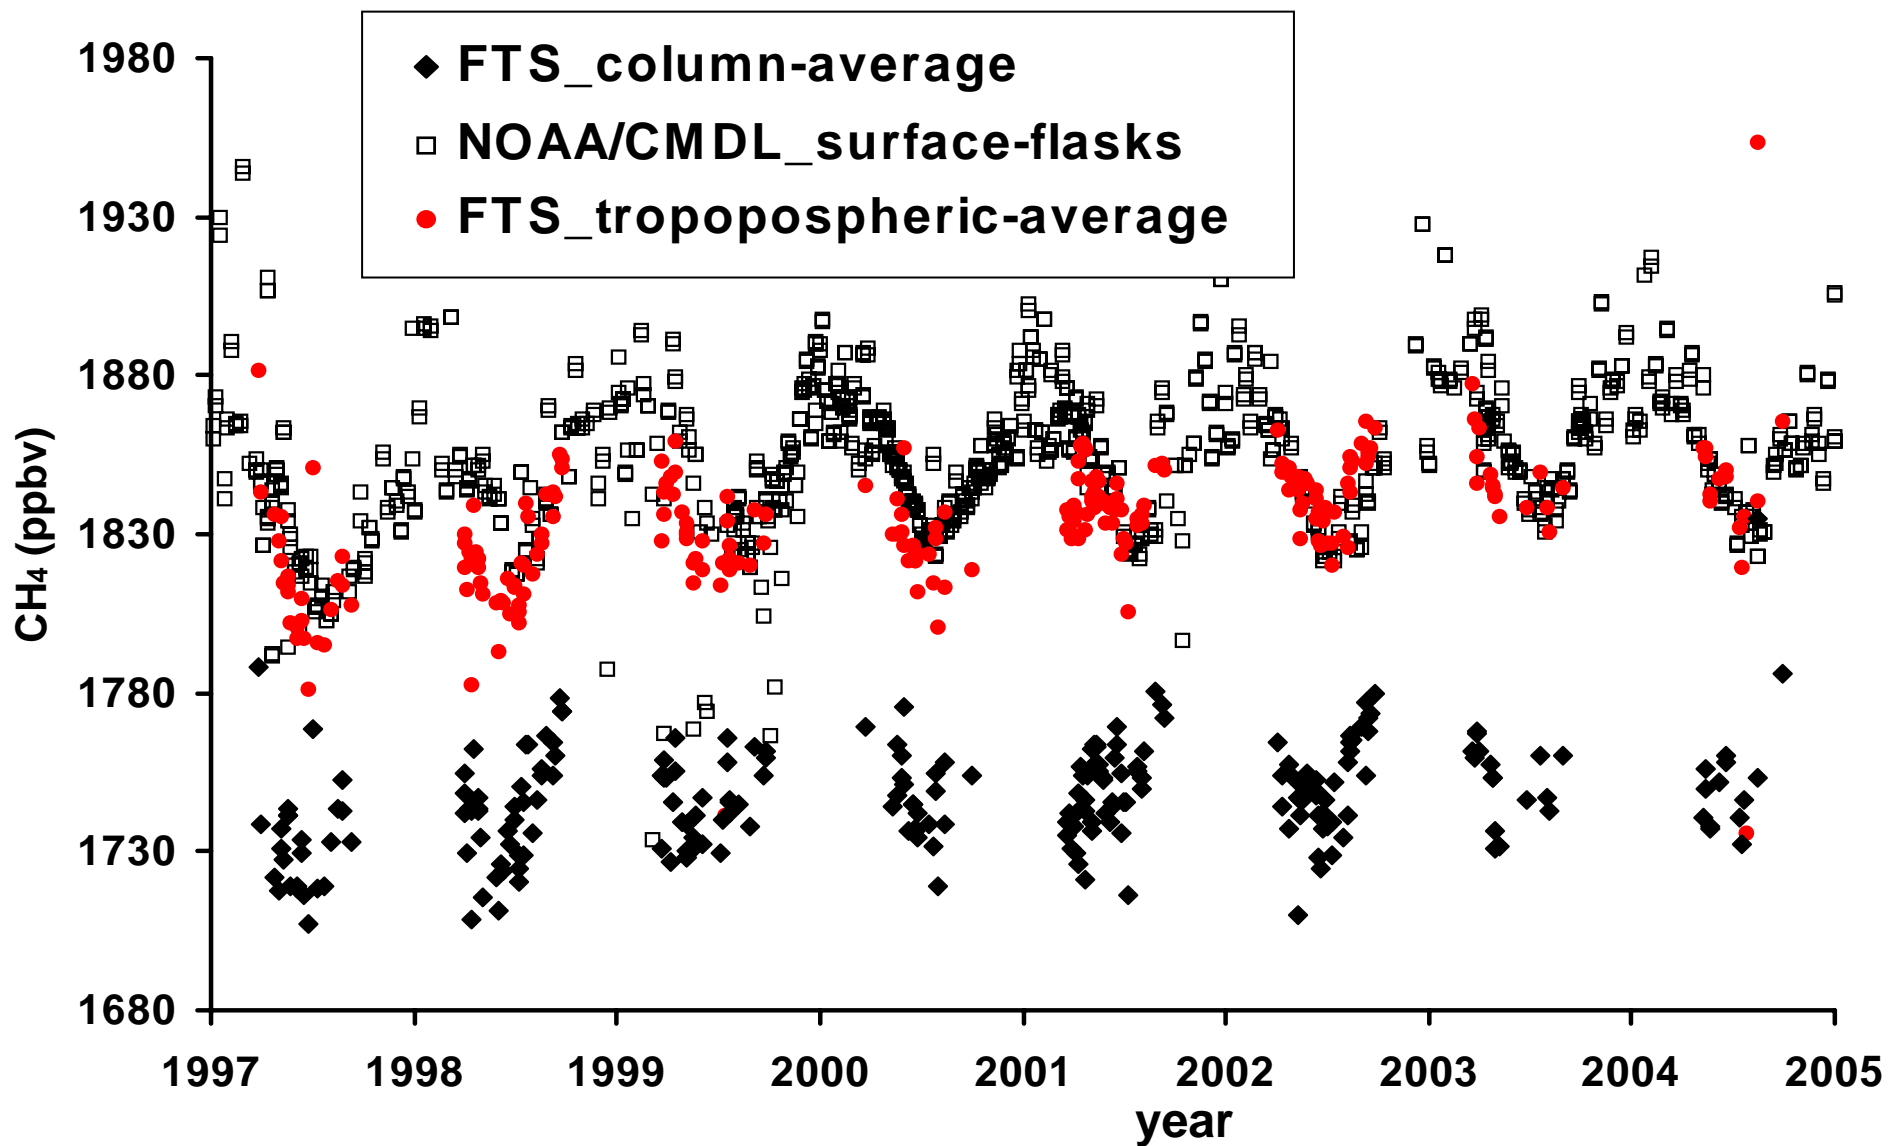 FTS_column-average
NOAA/CMDL_surface-flasks
FTS_tropopospheric-average
1980
1930
1880
1830
1780
1730
1680
CH₄ (ppbv)
1997 1998 1999 2000 2001 2002 2003 2004 2005
year